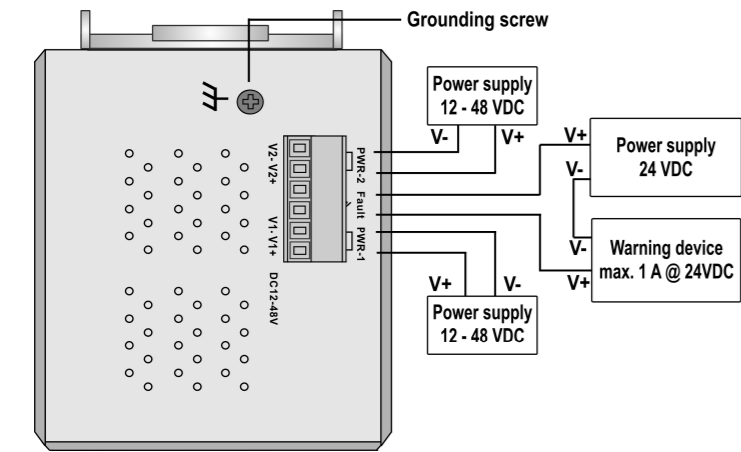 Grounding screw
Power supply
12 - 48 VDC
V- V+
V+
Power supply
24 VDC
V-
V-
Warning device
max. 1 A @ 24VDC
V+
V2- V2+
V1- V1+
PWR-2 Fault PWR-1
DC12-48V
V+ V-
Power supply
12 - 48 VDC